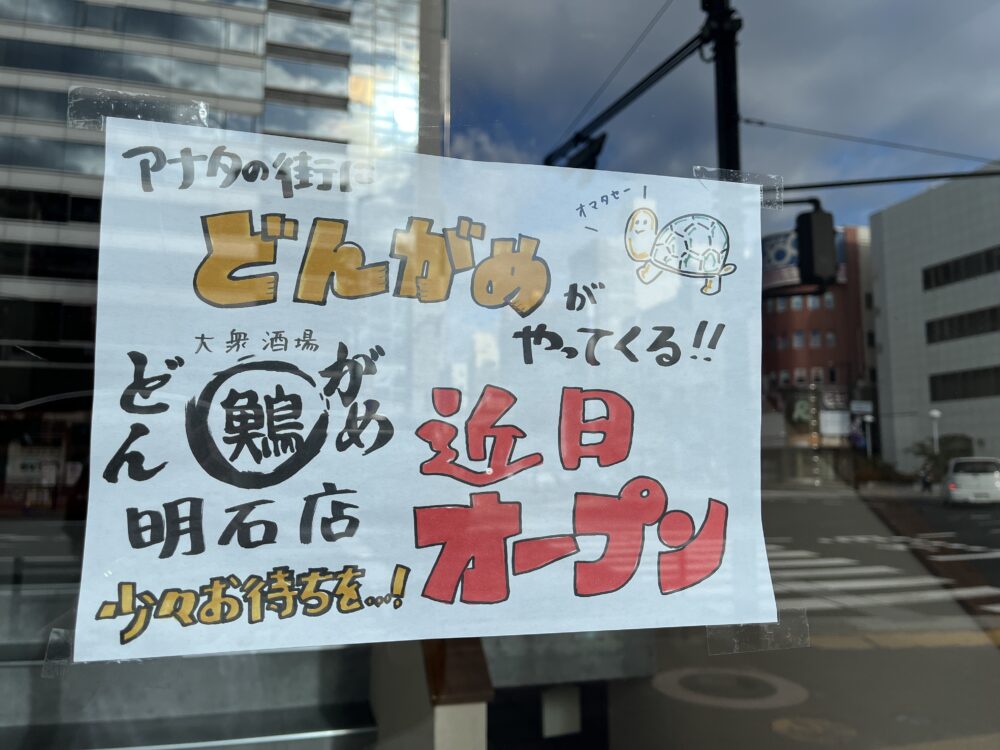 アナタの街に
どんがめ
が
やってくる!!
オマタセー!
大衆酒場
どん
がめ
明石店
近日
オープン
少々お待ちを...!